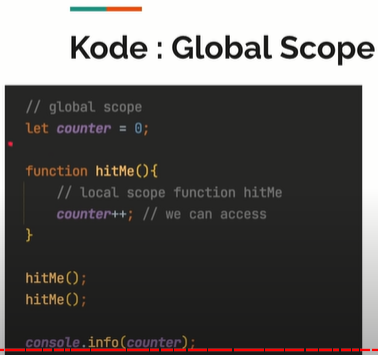 Kode : Global Scope
// global scope
let counter = 0;
function hitMe(){
// local scope function hitMe
counter++; // we can access
}
hitMe();
hitMe();
console.info(counter);